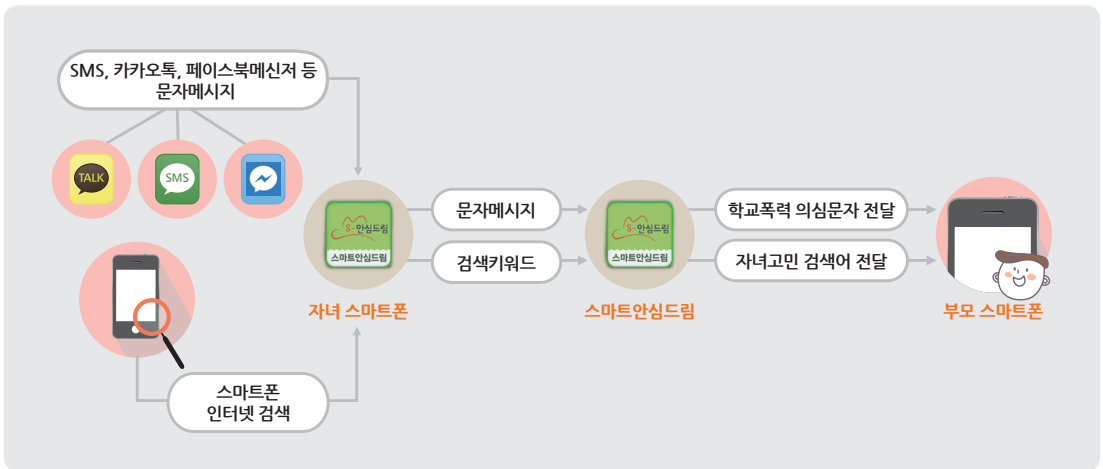 SMS, 카카오톡, 페이스북메신저 등
문자메시지
TALK
SMS
S-안심드림
스마트안심드림
자녀 스마트폰
문자메시지
검색키워드
S-안심드림
스마트안심드림
스마트안심드림
학교폭력 의심문자 전달
자녀고민 검색어 전달
부모 스마트폰
스마트폰
인터넷 검색